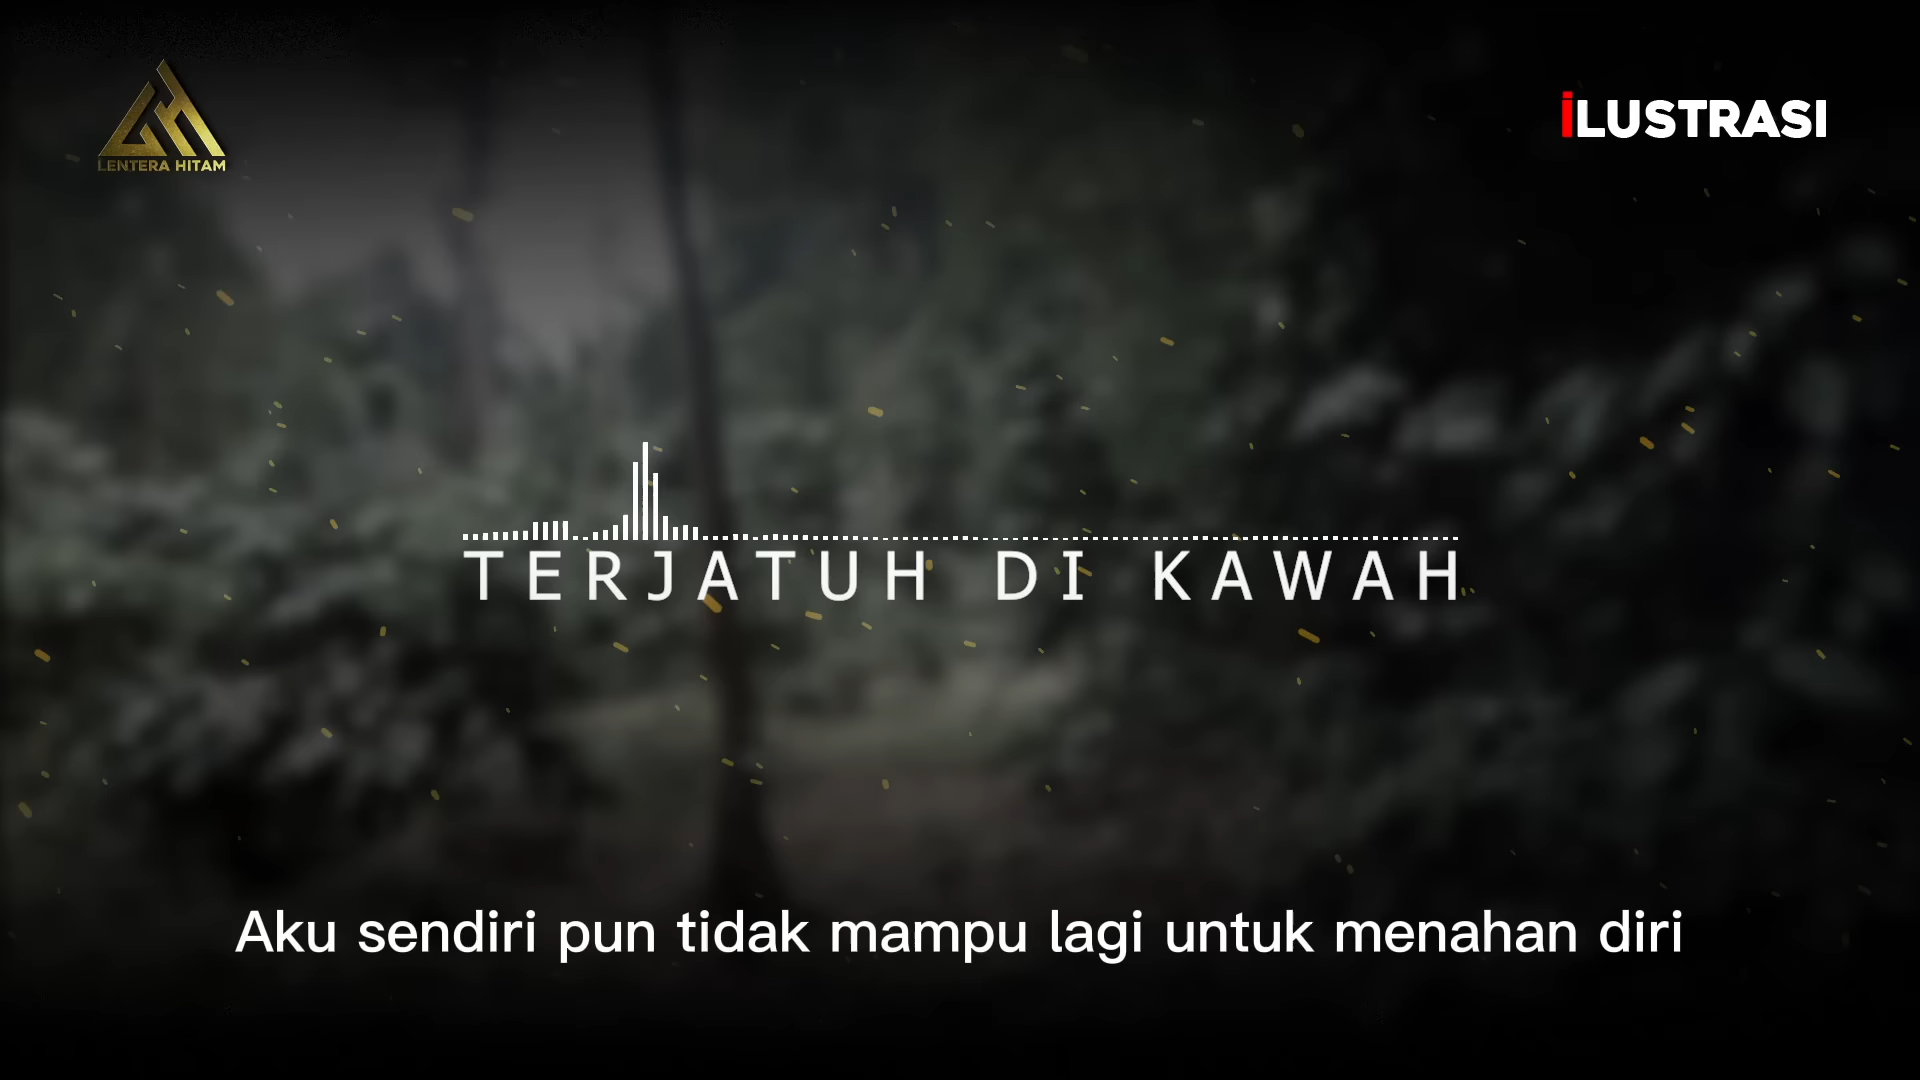 LENTERA HITAM
iLUSTRASI
TERJATUH DI KAWAH
Aku sendiri pun tidak mampu lagi untuk menahan diri